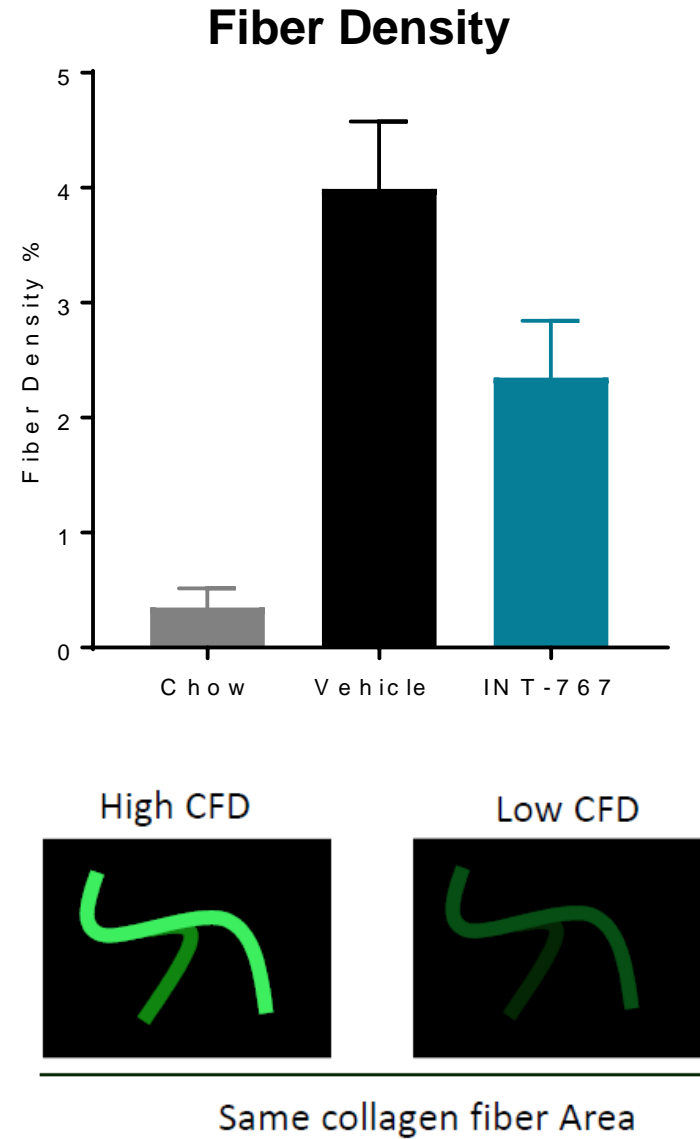 Fiber Density
5
4
3
2
1
0
Fiber Density %
Chow Vehicle INT-767
High CFD Low CFD
Same collagen fiber Area